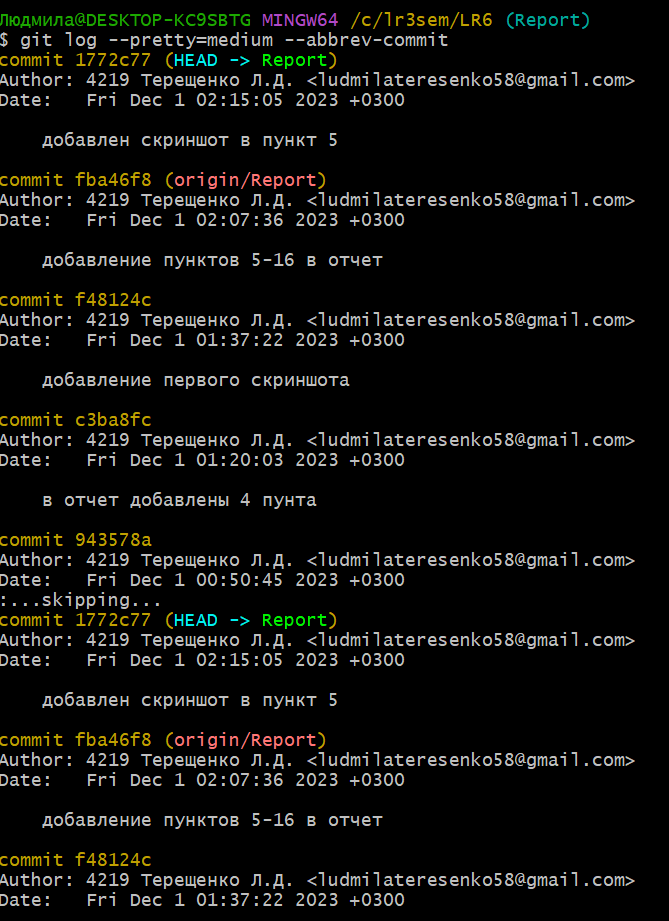 Людмила@DESKTOP-KC9SBTG MINGW64 /c/lr3sem/LR6 (Report)
$ git log --pretty=medium --abbrev-commit
commit 1772c77 (HEAD -> Report)
Author: 4219 Терещенко Л.Д. <ludmilateresenko58@gmail.com>
Date:   Fri Dec 1 02:15:05 2023 +0300

    добавлен скриншот в пункт 5

commit fba46f8 (origin/Report)
Author: 4219 Терещенко Л.Д. <ludmilateresenko58@gmail.com>
Date:   Fri Dec 1 02:07:36 2023 +0300

    добавление пунктов 5-16 в отчет

commit f48124c
Author: 4219 Терещенко Л.Д. <ludmilateresenko58@gmail.com>
Date:   Fri Dec 1 01:37:22 2023 +0300

    добавление первого скриншота

commit c3ba8fc
Author: 4219 Терещенко Л.Д. <ludmilateresenko58@gmail.com>
Date:   Fri Dec 1 01:20:03 2023 +0300

    в отчет добавлены 4 пунта

commit 943578a
Author: 4219 Терещенко Л.Д. <ludmilateresenko58@gmail.com>
Date:   Fri Dec 1 00:50:45 2023 +0300
:...skipping...
commit 1772c77 (HEAD -> Report)
Author: 4219 Терещенко Л.Д. <ludmilateresenko58@gmail.com>
Date:   Fri Dec 1 02:15:05 2023 +0300

    добавлен скриншот в пункт 5

commit fba46f8 (origin/Report)
Author: 4219 Терещенко Л.Д. <ludmilateresenko58@gmail.com>
Date:   Fri Dec 1 02:07:36 2023 +0300

    добавление пунктов 5-16 в отчет

commit f48124c
Author: 4219 Терещенко Л.Д. <ludmilateresenko58@gmail.com>
Date:   Fri Dec 1 01:37:22 2023 +0300